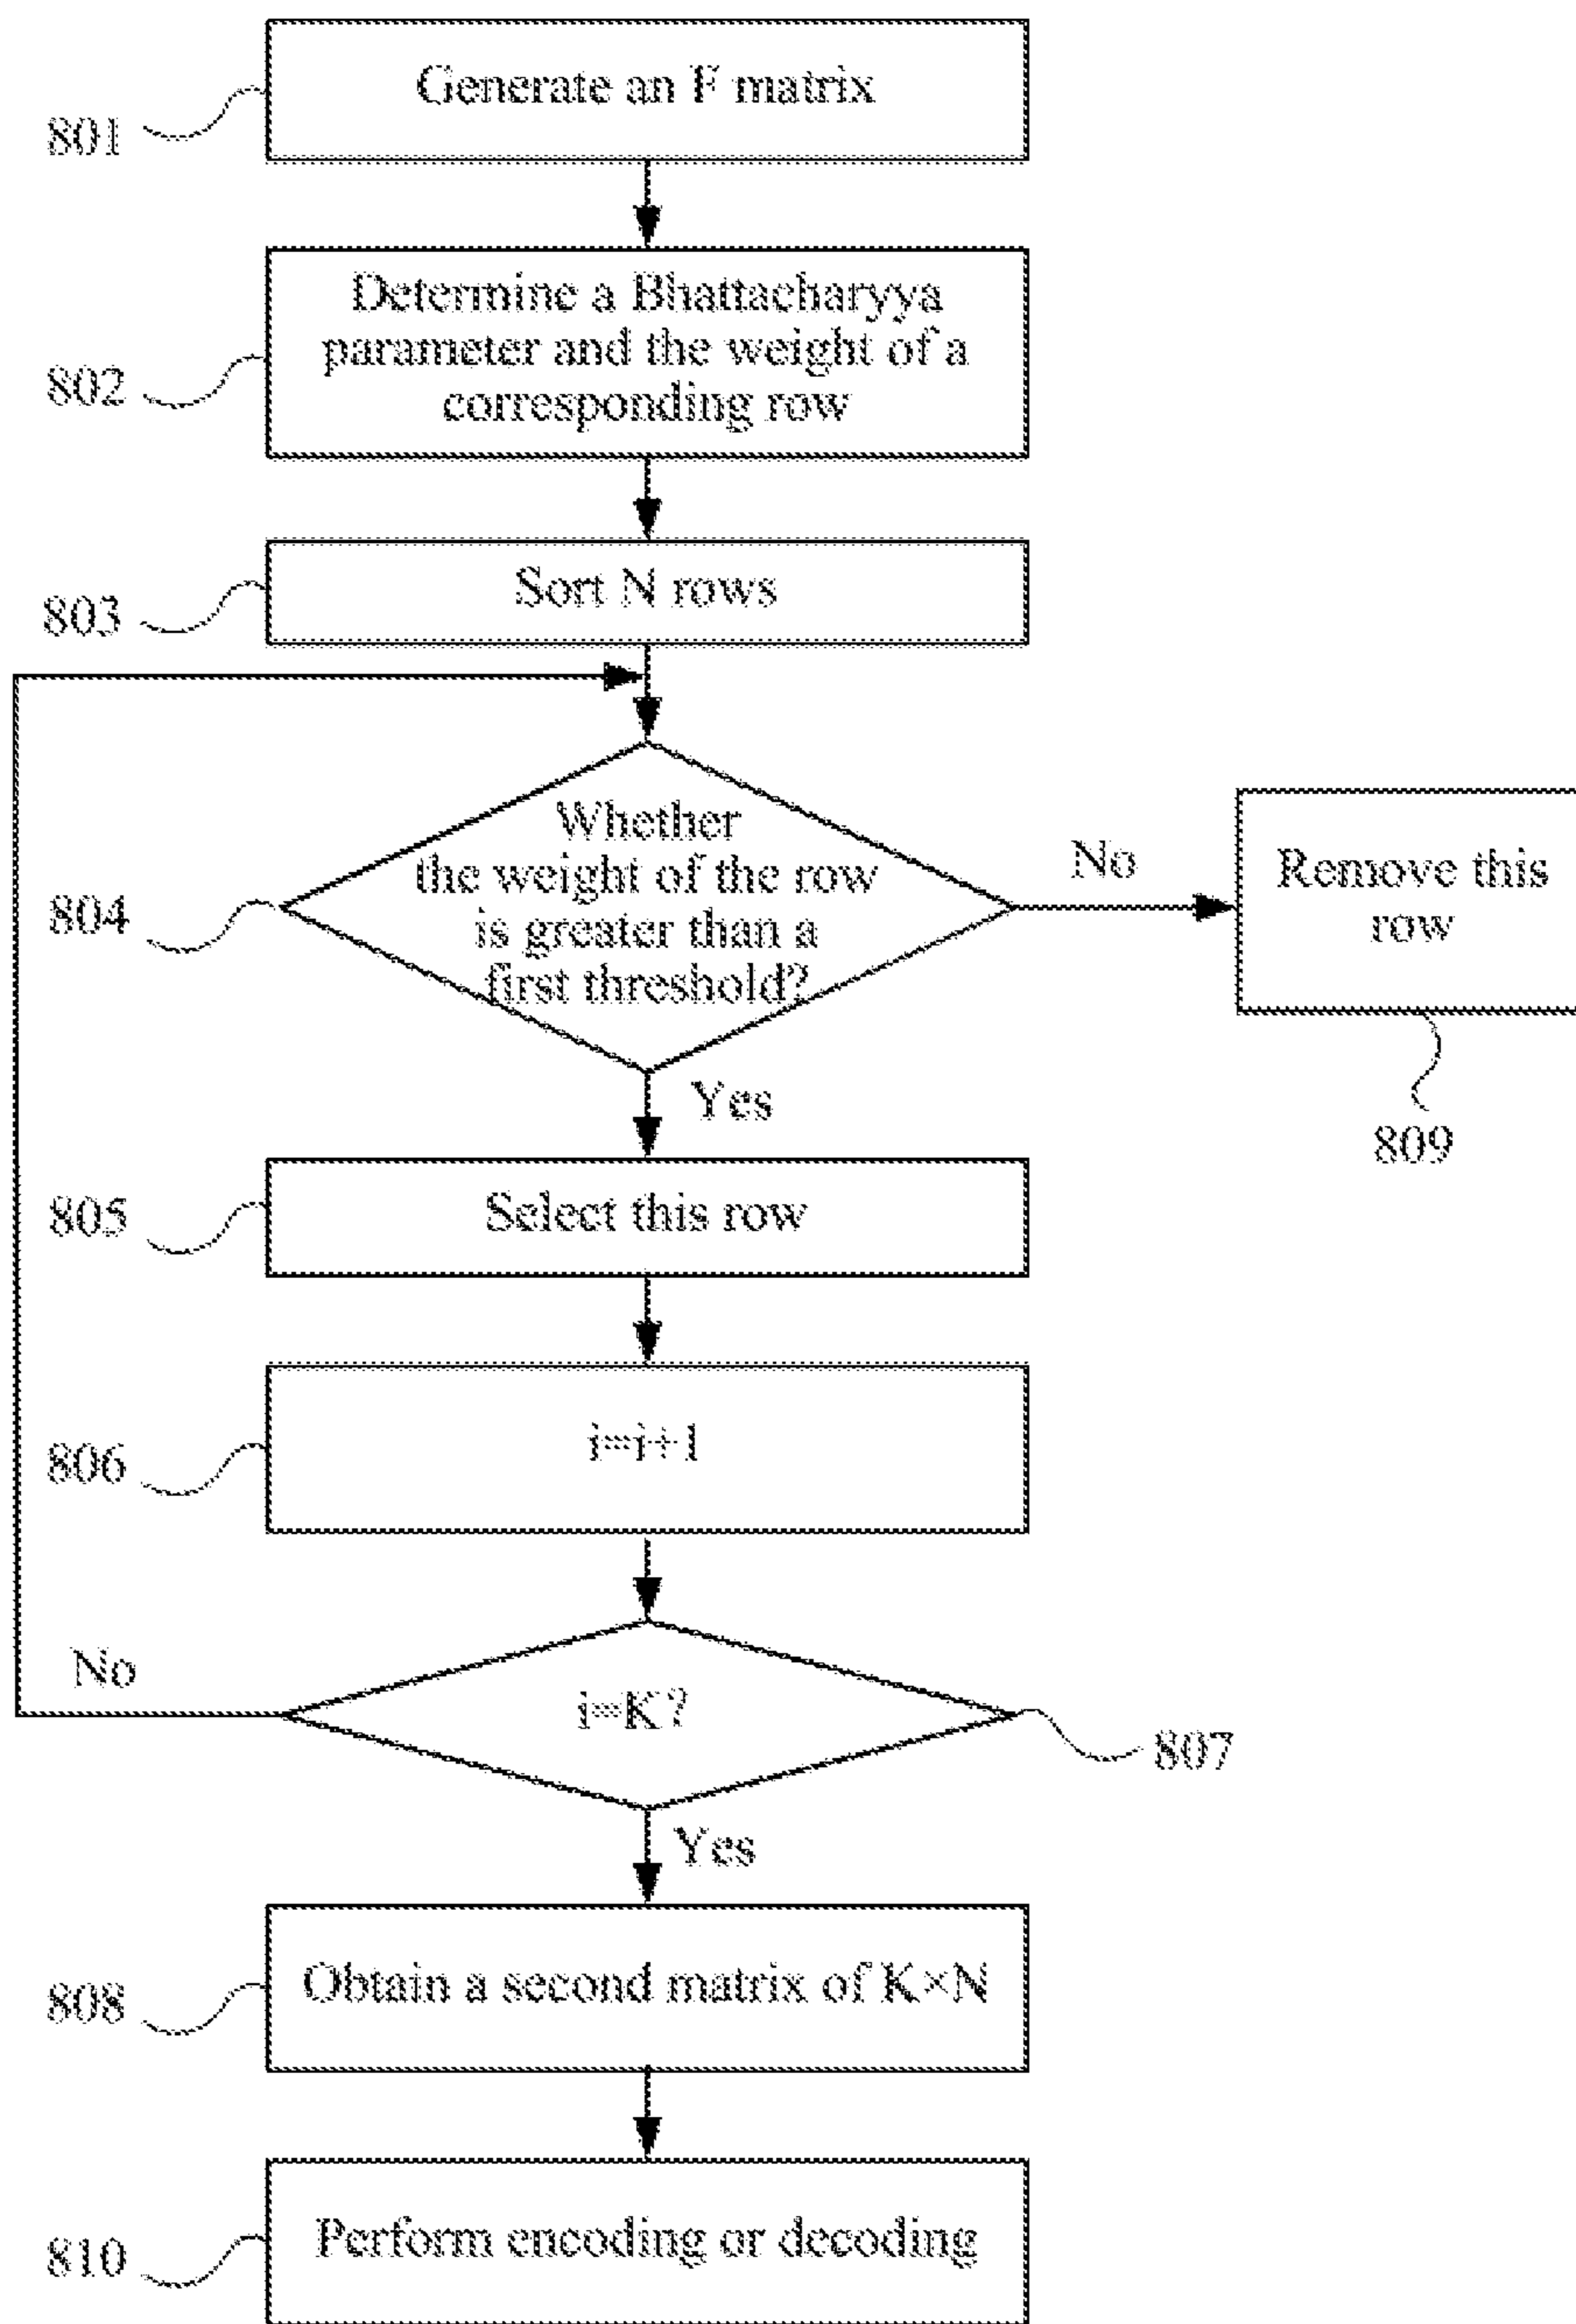 Generate an F matrix
801
Determine a Bhattacharyya
parameter and the weight of a
corresponding row
802
Sort N rows
803
Whether
the weight of the row
is greater than a
first threshold?
804
No
Remove this
row
809
Yes
Select this row
805
i=i+1
806
No
i=K?
807
Yes
Obtain a second matrix of K×N
808
Perform encoding or decoding
810